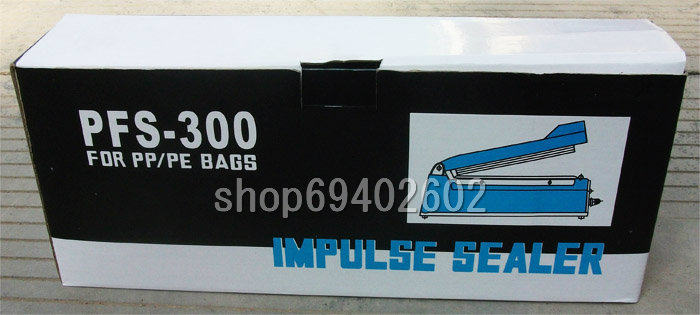 PFS-300
FOR PP/PE BAGS
shop69402602
IMPULSE SEALER